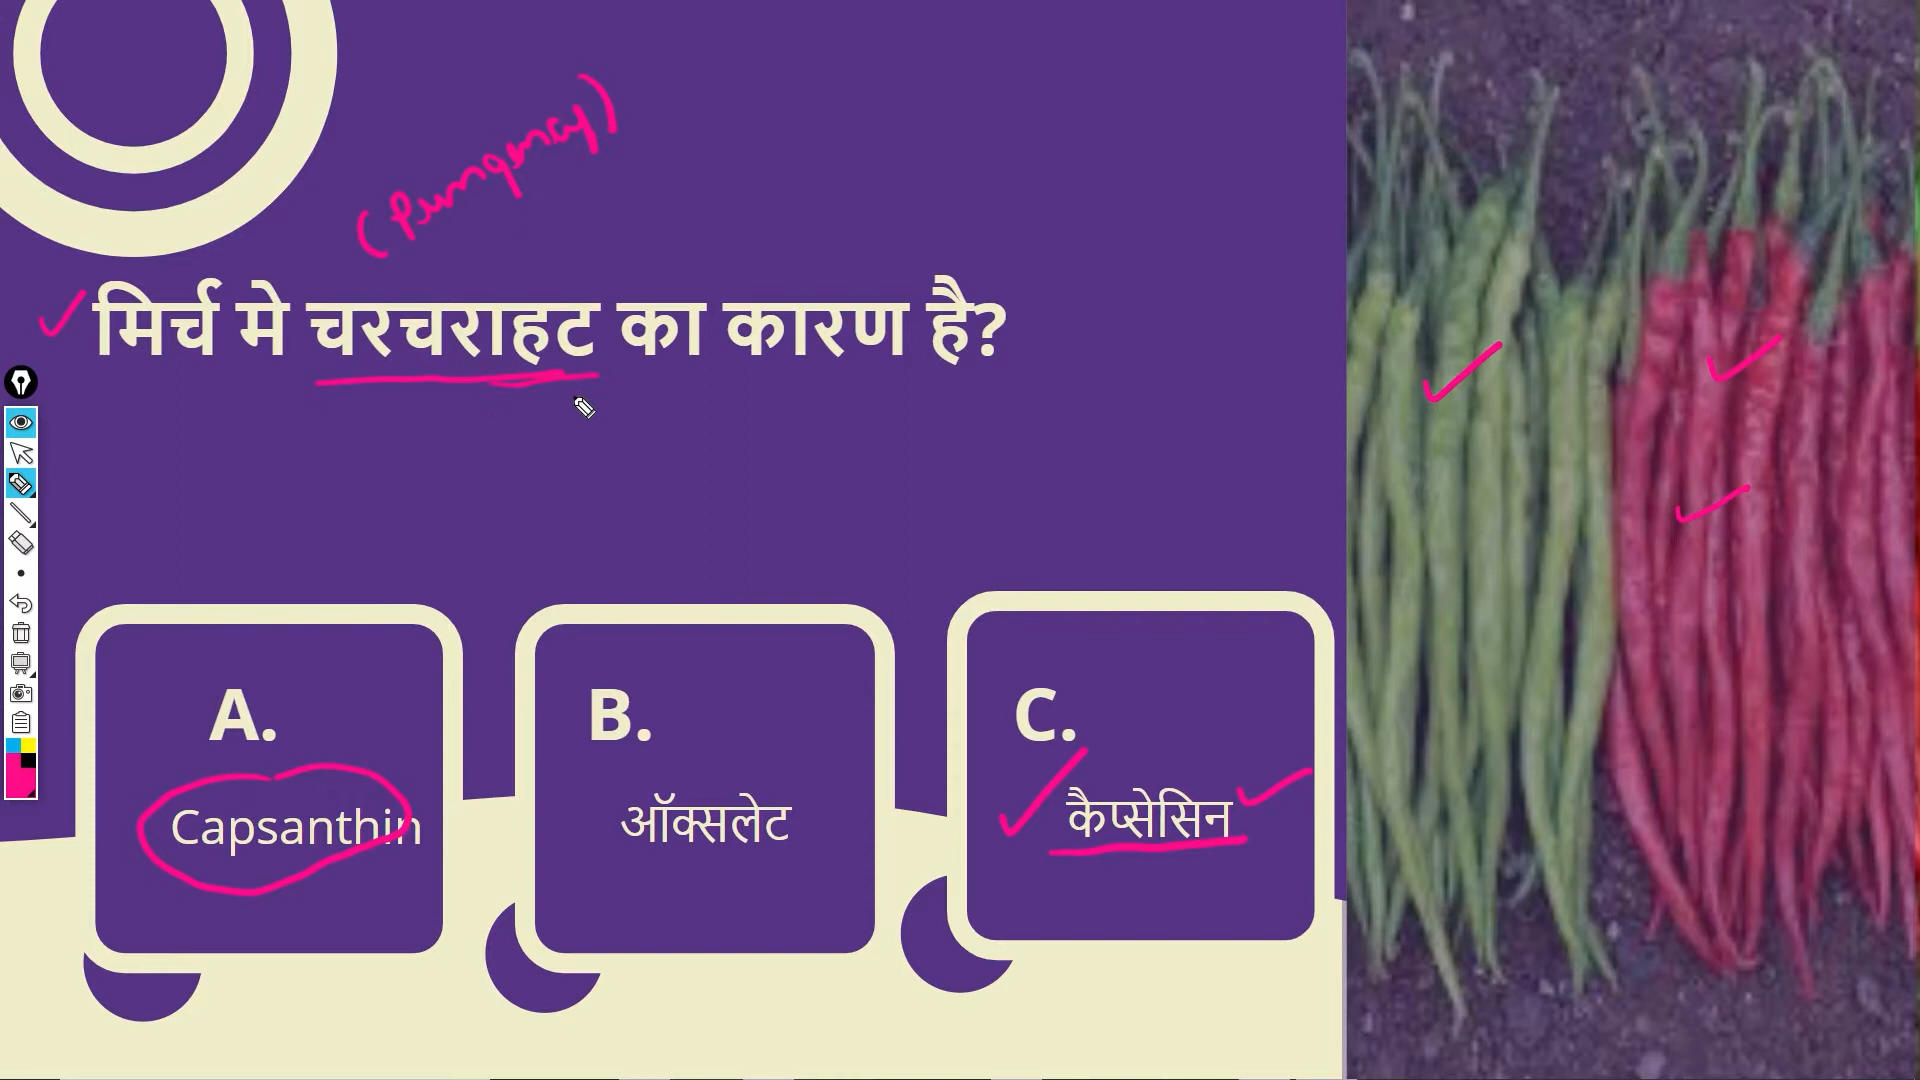 (Pungency)
मिर्च मे चरचराहट का कारण है?
A.
Capsanthin
B.
ऑक्सलेट
C.
कैप्सेसिन